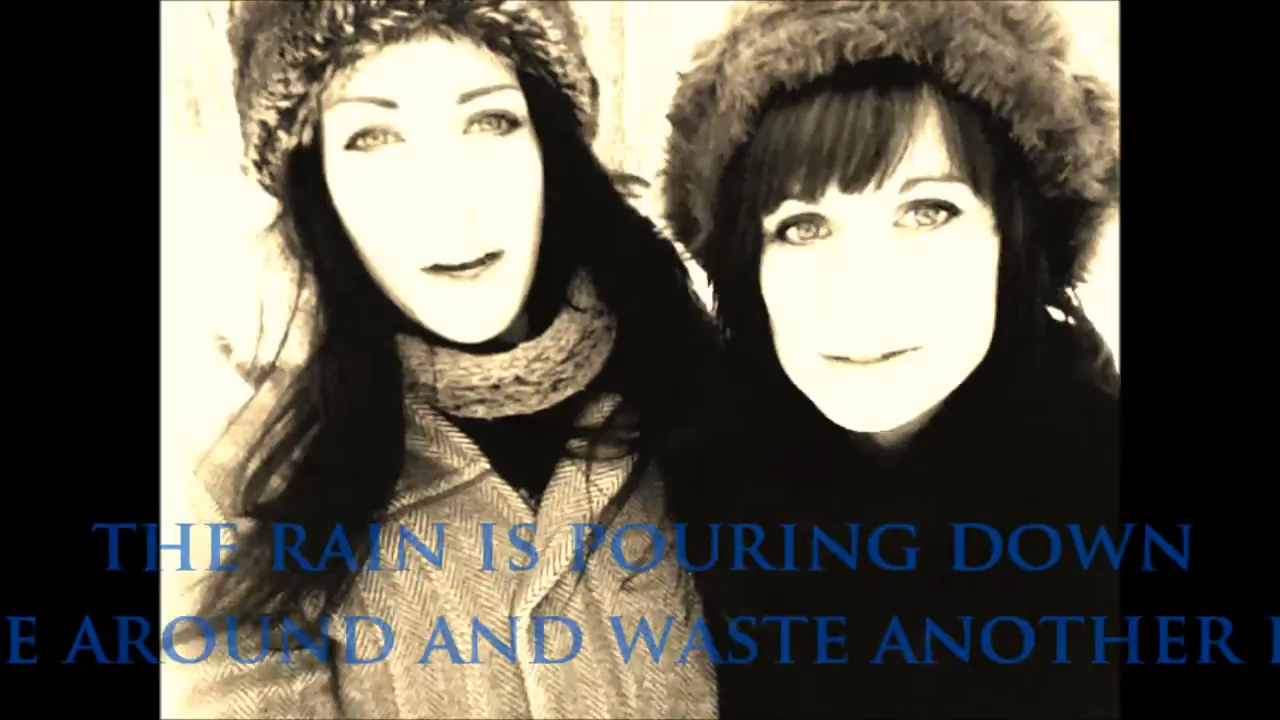 THE RAIN IS POURING DOWN
E AROUND AND WASTE ANOTHER